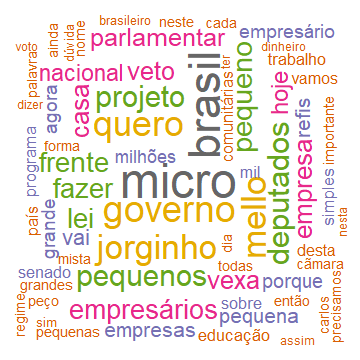 brasileiro neste cada
voto ainda dúvida nome parlamentar empresário
dinheiro
palavrão nacional veto brasil comunitárias ter pequeno trabalho
dizer agora casa projeto hoje refis vamos
programa forma quero deputados empresa simples importante
frente milhões mil
país grande fazer micro
lei governo mello nesta
vai jorginho dia desta
senado mista pequenos todas vexa porque câmara
grandes
regime peço empresários sobre então carlos precisamos
sim pequena
pequenas empresas educação assim